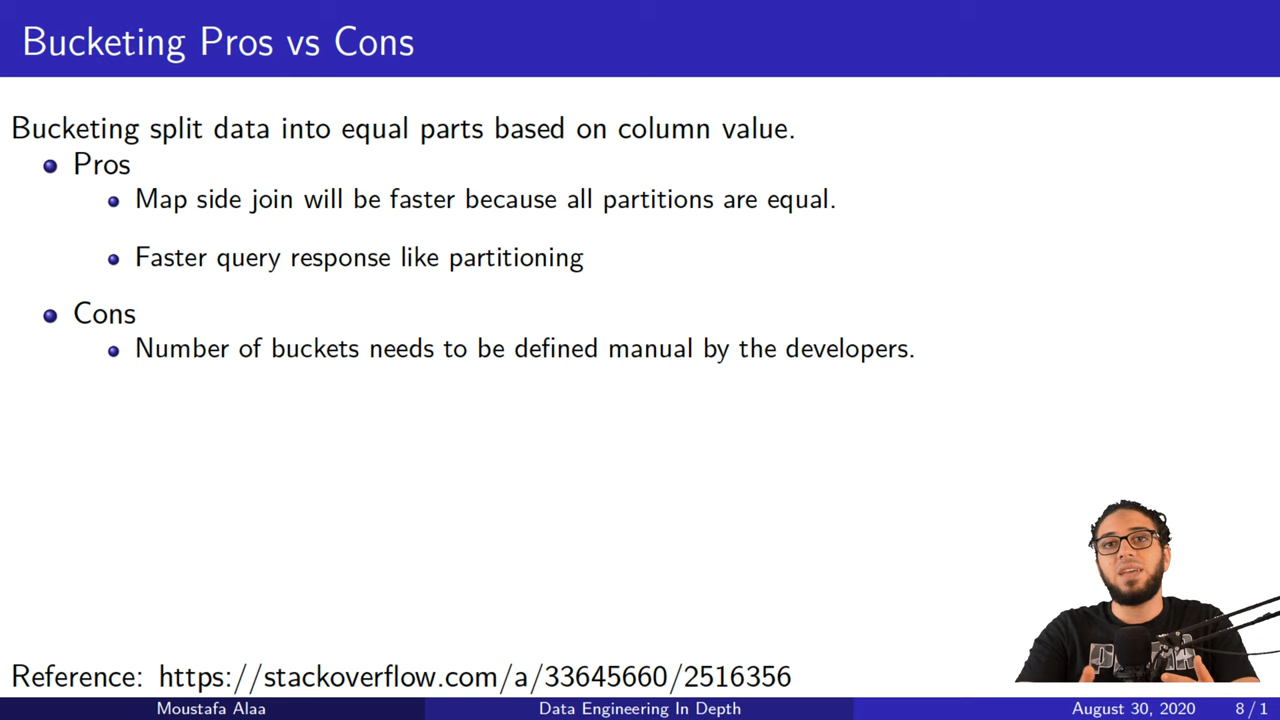 Bucketing Pros vs Cons
Bucketing split data into equal parts based on column value.
Pros
Map side join will be faster because all partitions are equal.
Faster query response like partitioning
Cons
Number of buckets needs to be defined manual by the developers.
Reference: https://stackoverflow.com/a/33645660/2516356
Moustafa Alaa
Data Engineering In Depth
August 30, 2020
8 / 1